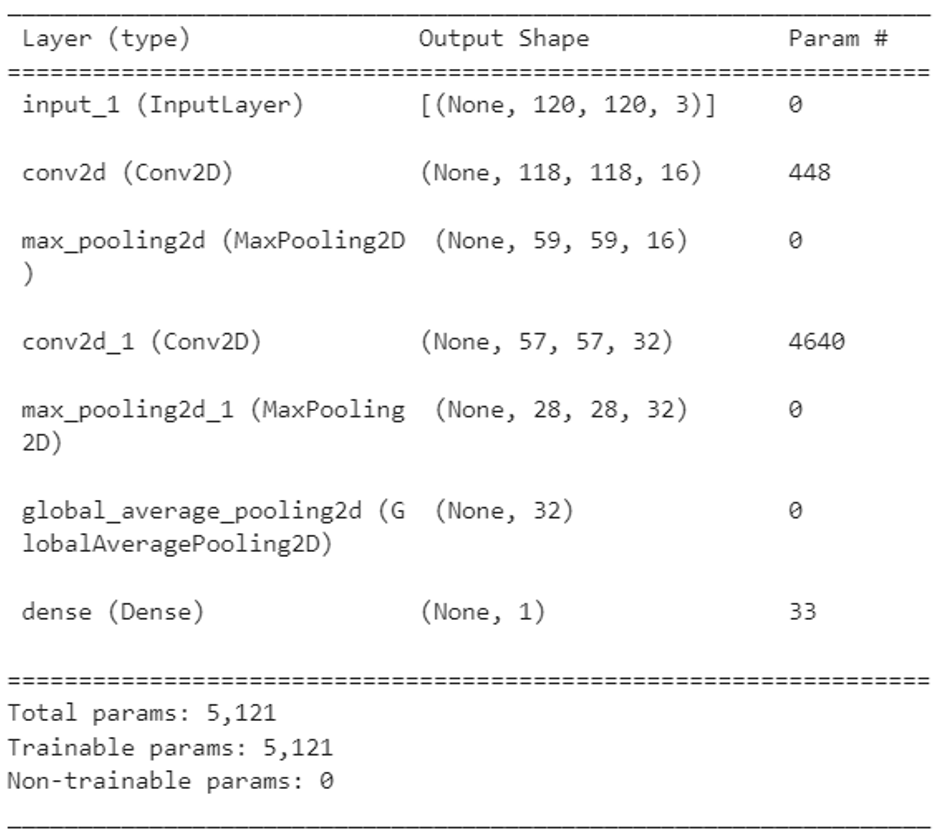 Layer (type) Output Shape Param #
input_1 (InputLayer) [(None, 120, 120, 3)] 0
conv2d (Conv2D) (None, 118, 118, 16) 448
max_pooling2d (MaxPooling2D (None, 59, 59, 16) 0
)
conv2d_1 (Conv2D) (None, 57, 57, 32) 4640
max_pooling2d_1 (MaxPooling (None, 28, 28, 32) 0
2D)
global_average_pooling2d (G (None, 32) 0
lobalAveragePooling2D)
dense (Dense) (None, 1) 33
Total params: 5,121
Trainable params: 5,121
Non-trainable params: 0